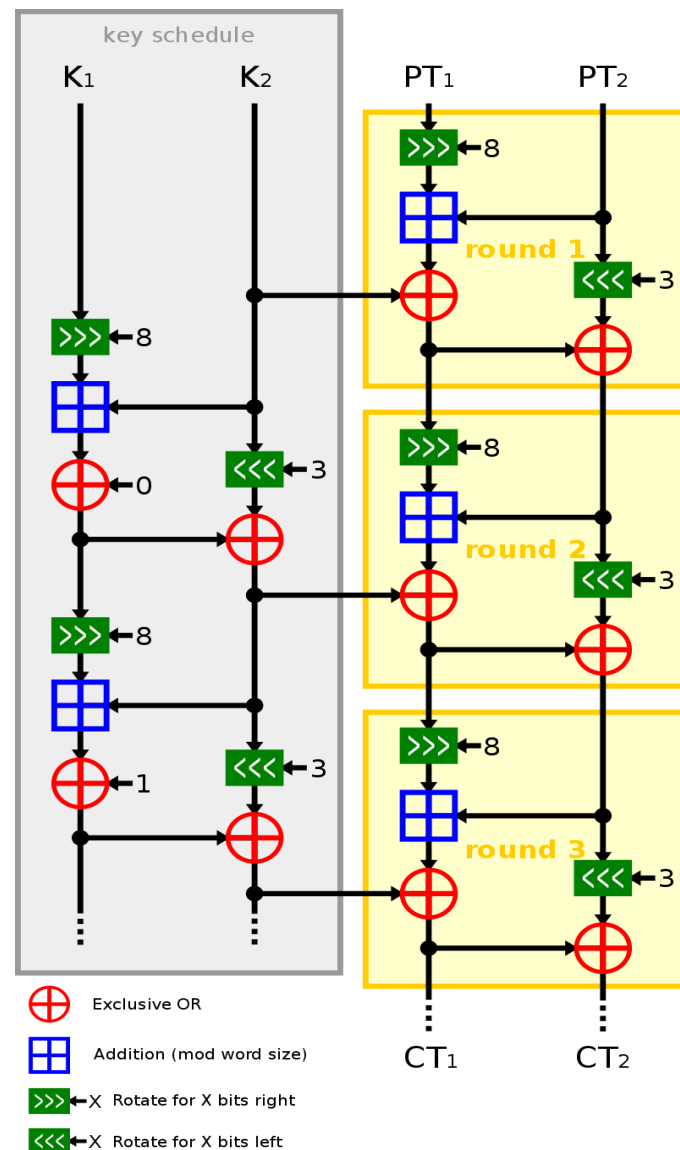 key schedule
K₁ K₂ PT₁ PT₂
>>> 8
round 1
<<< 3
>>> 8
0
<<< 3
>>> 8
round 2
<<< 3
>>> 8
1
<<< 3
>>> 8
round 3
<<< 3
CT₁ CT₂
Exclusive OR
Addition (mod word size)
>>> X Rotate for X bits right
<<< X Rotate for X bits left